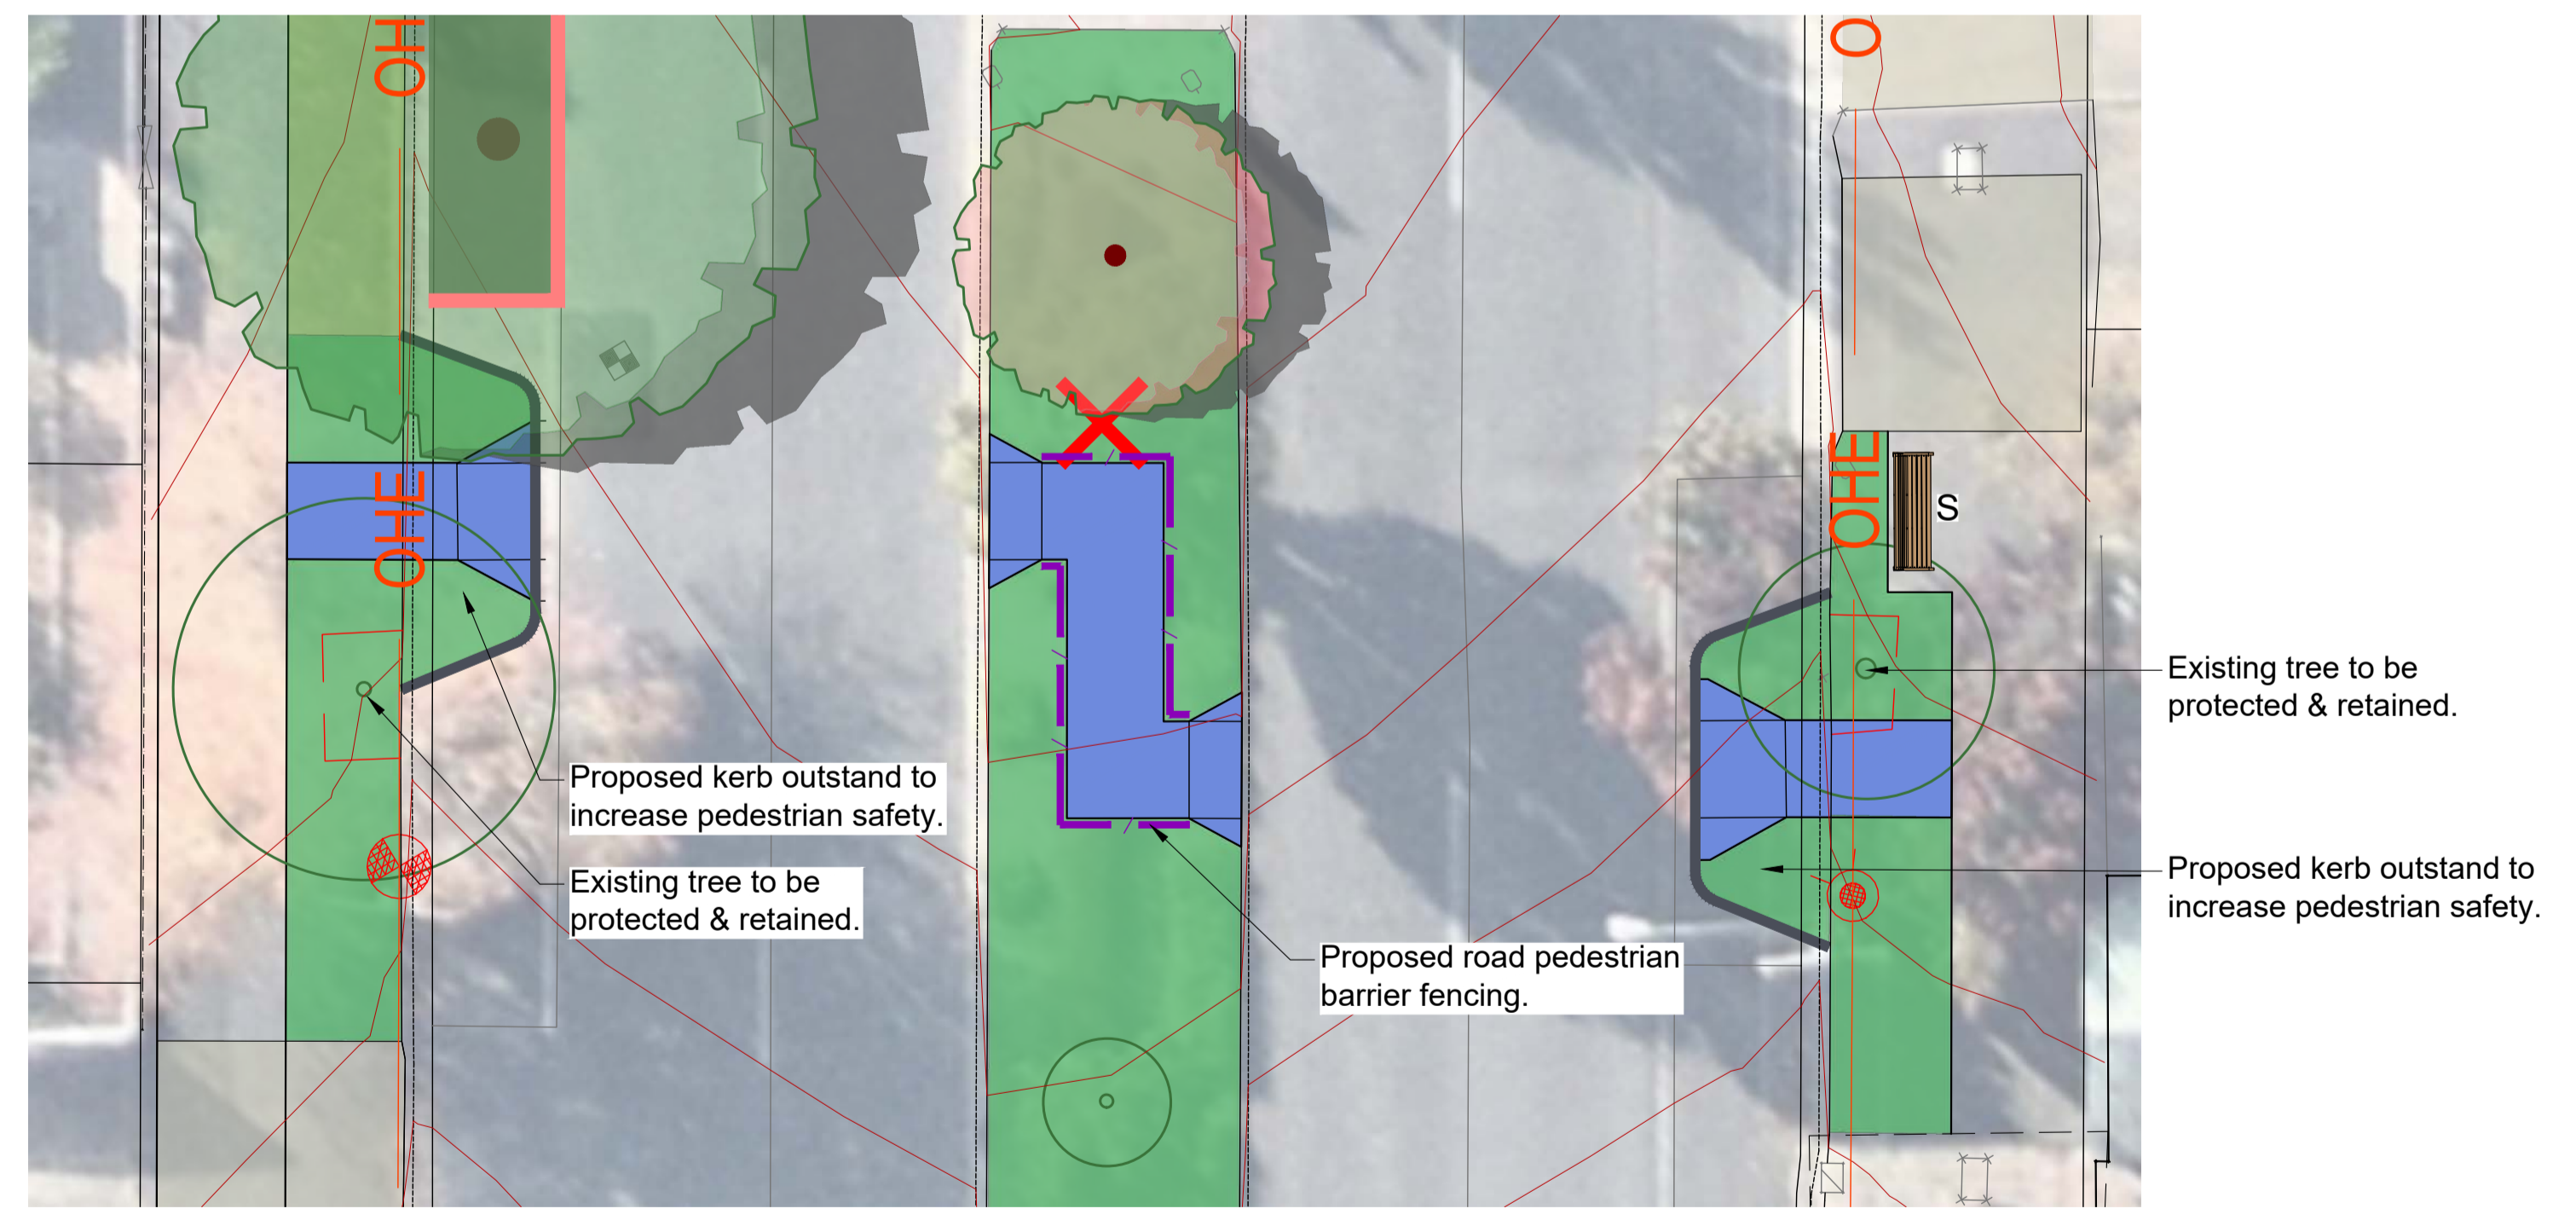 OH
O
OHE
OHE
S
Existing tree to be
protected & retained.
Proposed kerb outstand to
increase pedestrian safety.
Existing tree to be
protected & retained.
Proposed kerb outstand to
increase pedestrian safety.
Proposed road pedestrian
barrier fencing.